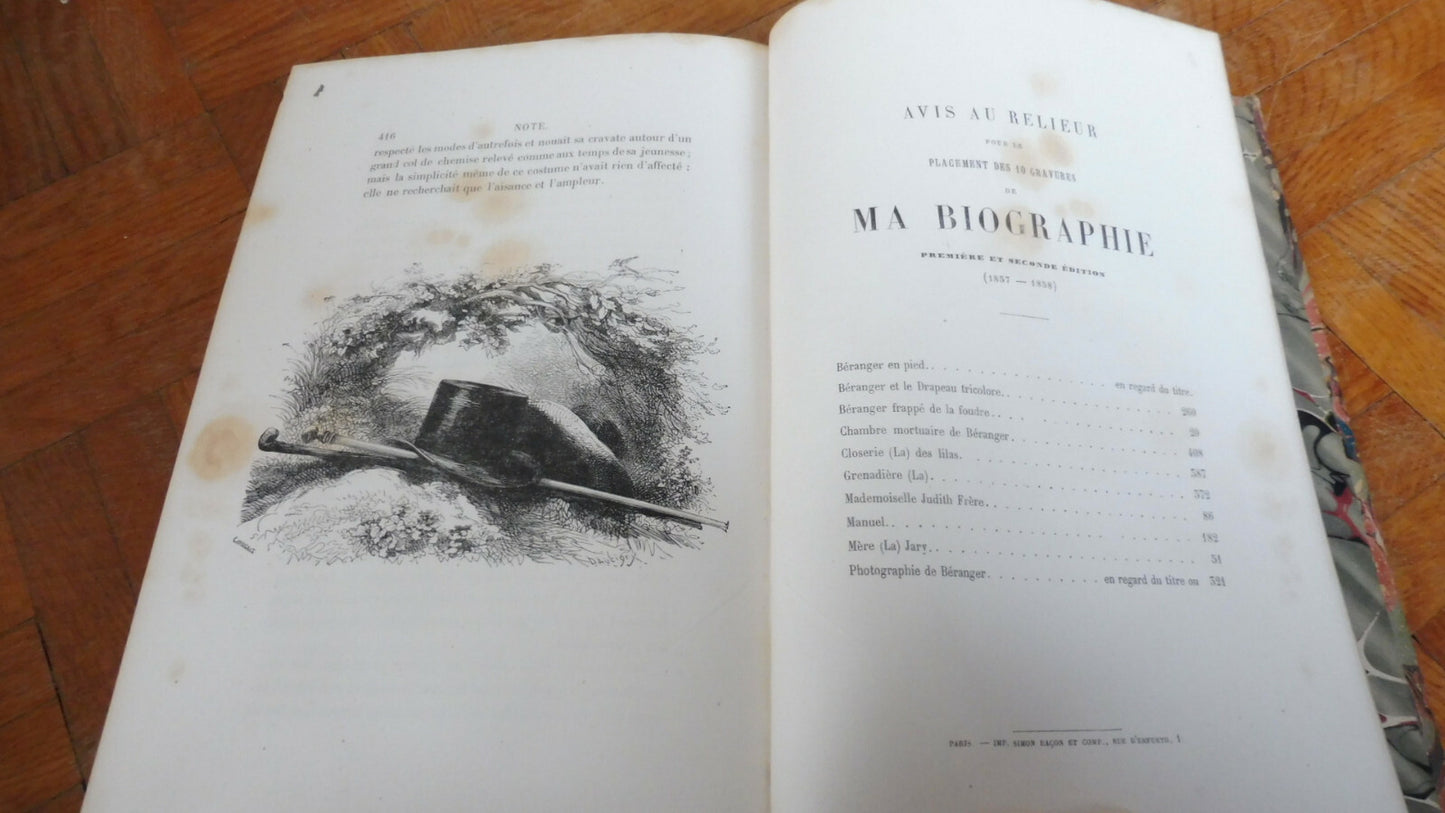 416 NOTE.
respecté les modes d'autrefois et nouait sa cravate autour d'un
grand col de chemise relevé comme aux temps de sa jeunesse;
mais la simplicité même de ce costume n'avait rien d'affecté;
elle ne recherchait que l'aisance et l'ampleur.
AVIS AU RELIEUR
POUR LE
PLACEMENT DES 10 GRAVURES
DE
MA BIOGRAPHIE
PREMIÈRE ET SECONDE ÉDITION
(1857 — 1858)
Béranger en pied. en regard du titre.
Béranger et le Drapeau tricolore. 260
Béranger frappé de la foudre. 20
Chambre mortuaire de Béranger. 408
Closerie (La) des lilas. 387
Grenadière (La). 372
Mademoiselle Judith Frère. 86
Manuel. 182
Mère (La) Jary. 51
Photographie de Béranger. en regard du titre ou 321
PARIS. — IMP. SIMON RAÇON ET COMP., RUE D'ERFURTH, 1